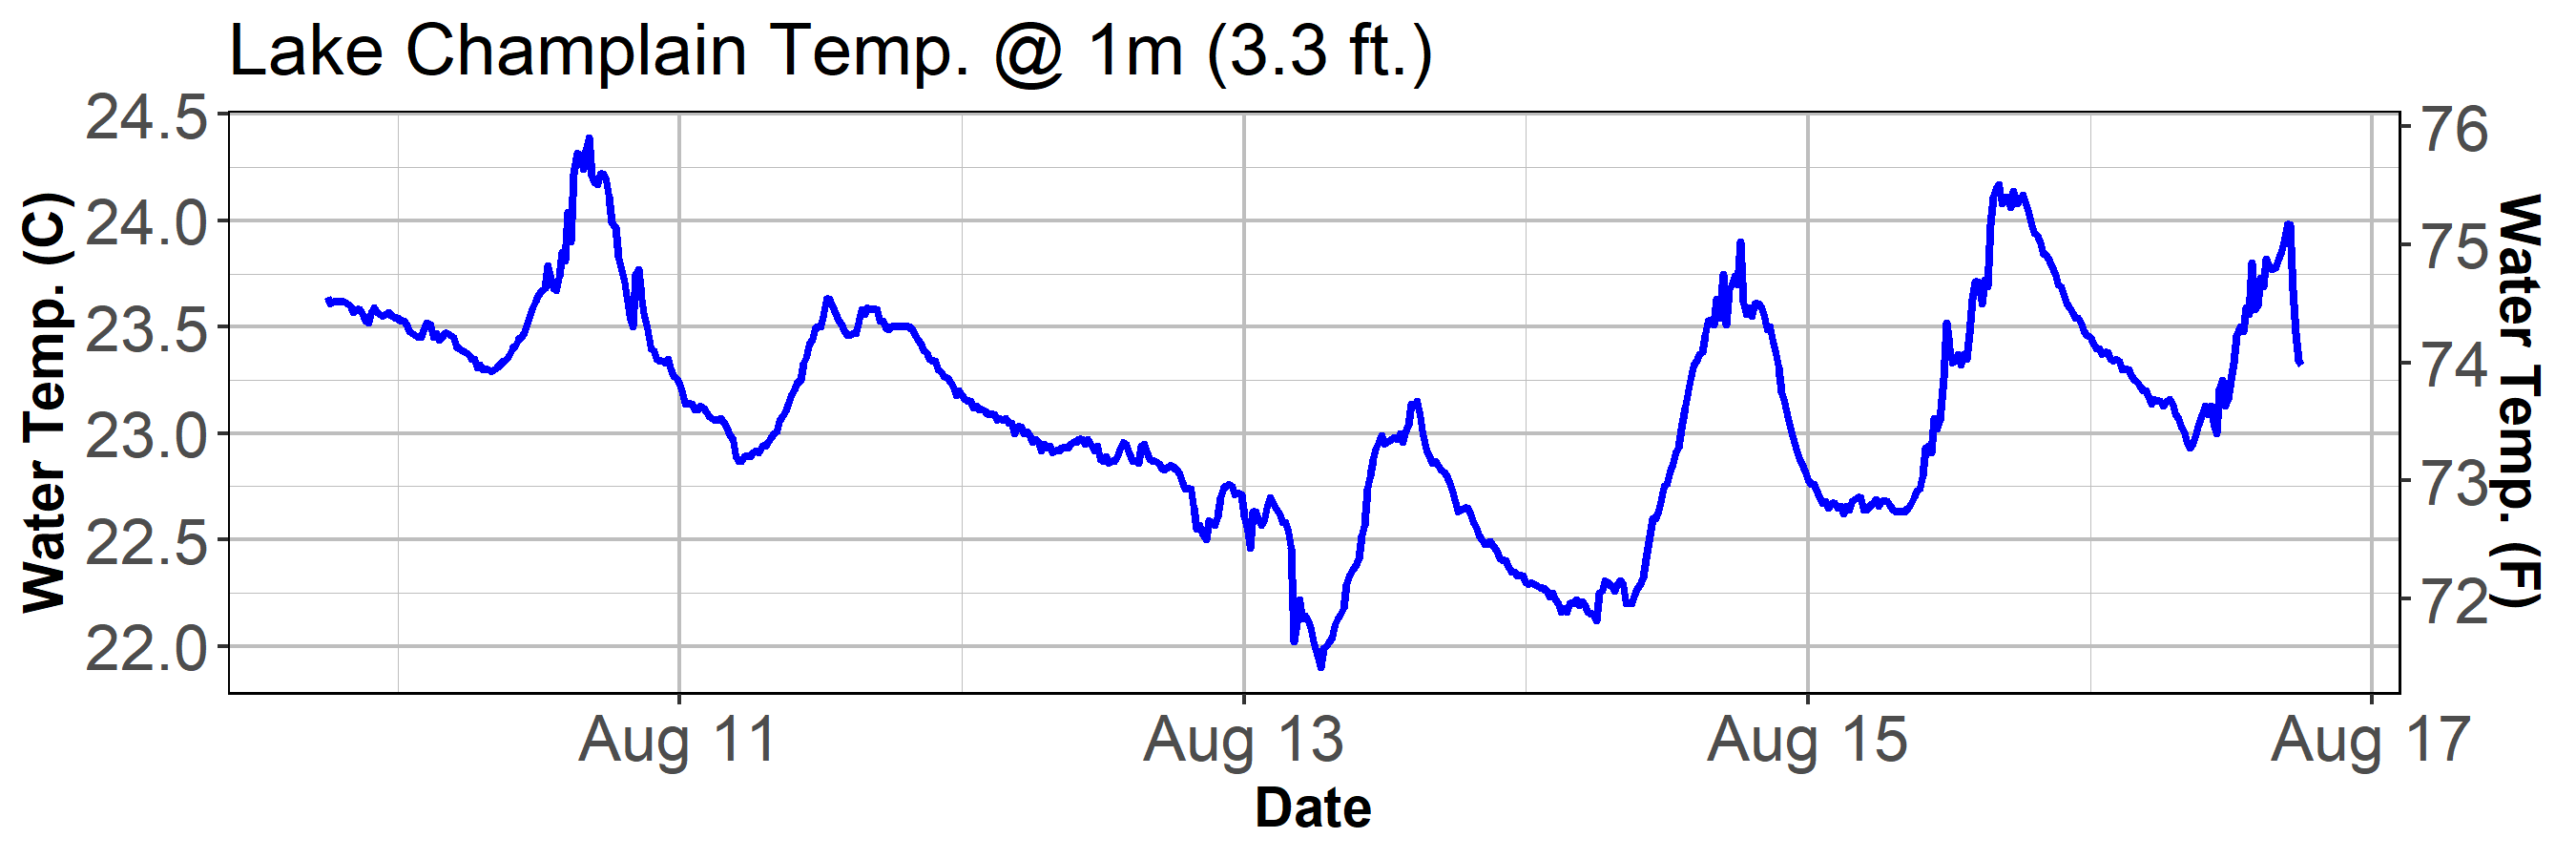 Lake Champlain Temp. @ 1m (3.3 ft.)
Water Temp. (C)
24.5
24.0
23.5
23.0
22.5
22.0
76
75
74
73
72
Water Temp. (F)
Aug 11
Aug 13
Aug 15
Aug 17
Date